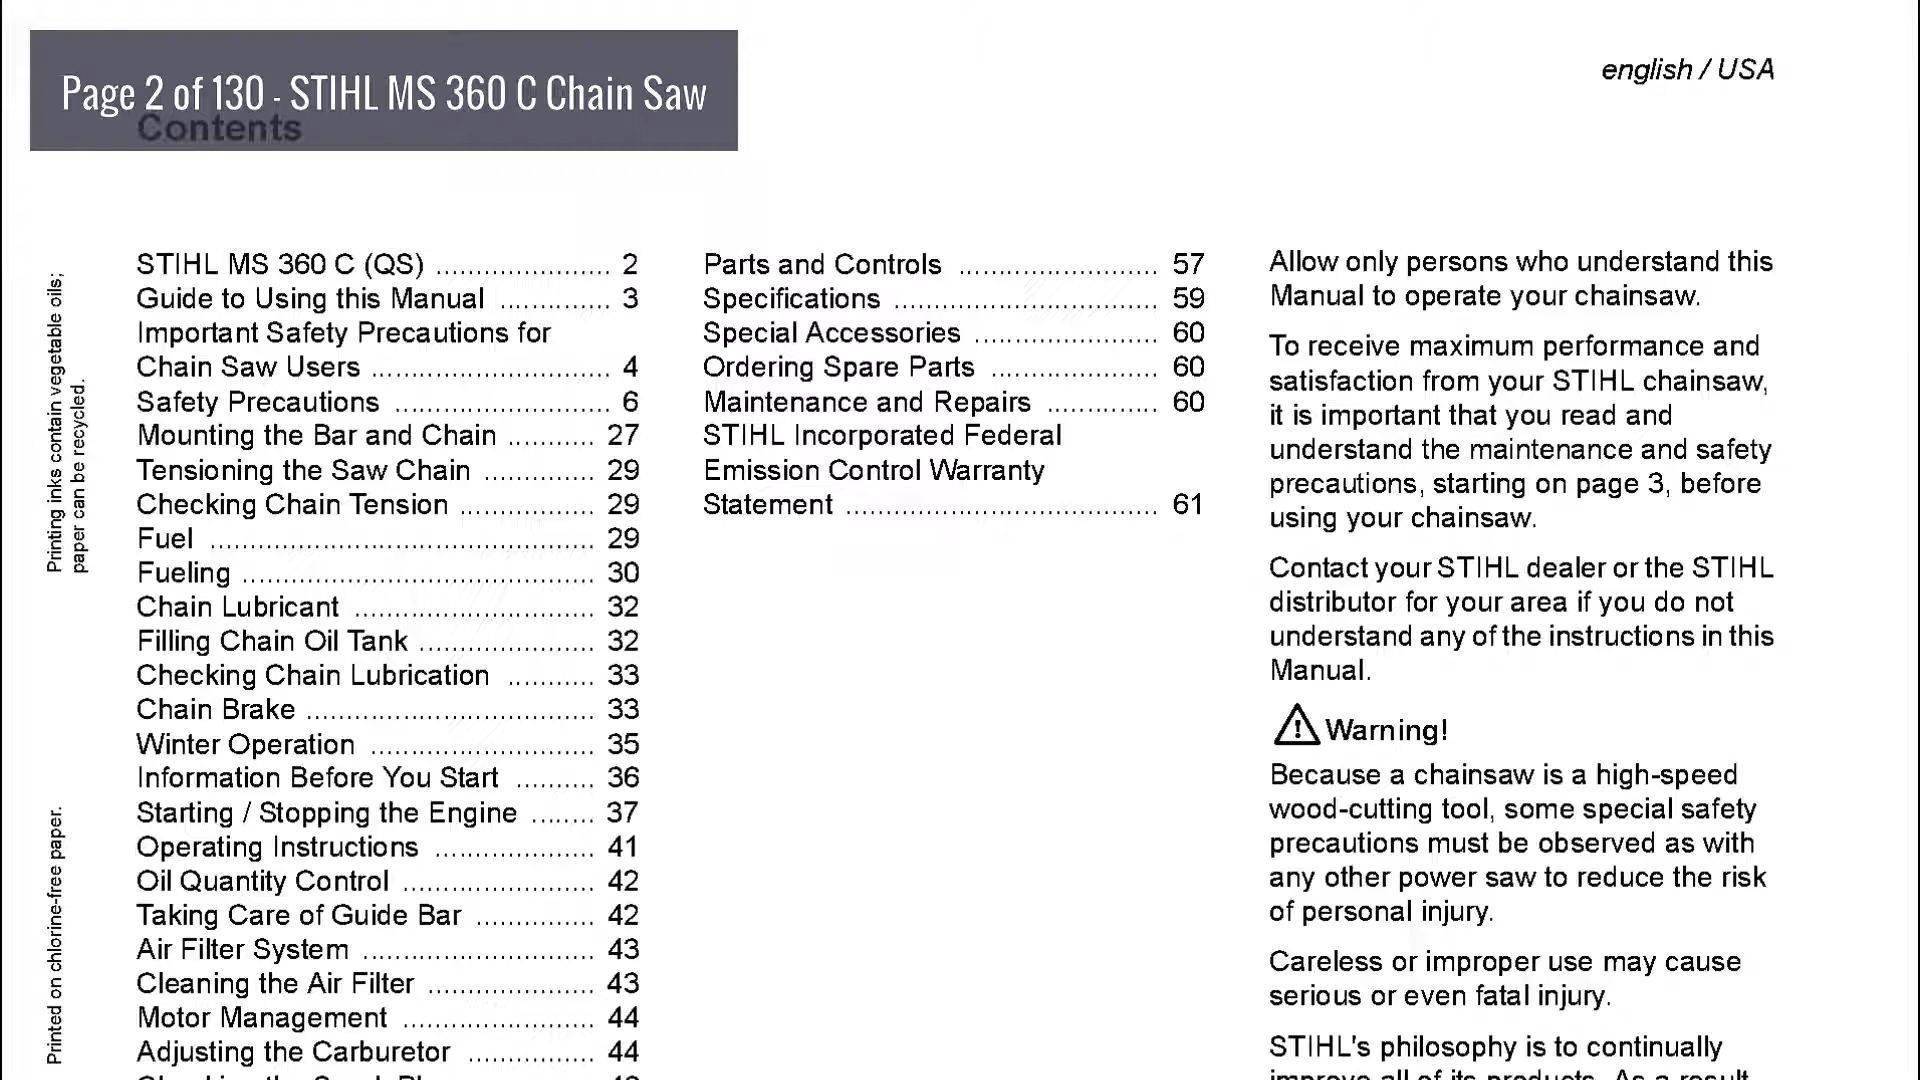 Page 2 of 130 - STIHL MS 360 C Chain Saw
Contents
english / USA
Printing inks contain vegetable oils;
paper can be recycled.
Printed on chlorine-free paper.
STIHL MS 360 C (QS) ..................... 2
Guide to Using this Manual ............. 3
Important Safety Precautions for
Chain Saw Users ............................ 4
Safety Precautions ......................... 6
Mounting the Bar and Chain ........... 27
Tensioning the Saw Chain ............. 29
Checking Chain Tension ................ 29
Fuel .............................................. 29
Fueling .......................................... 30
Chain Lubricant ............................. 32
Filling Chain Oil Tank ..................... 32
Checking Chain Lubrication ........... 33
Chain Brake ................................... 33
Winter Operation ........................... 35
Information Before You Start .......... 36
Starting / Stopping the Engine ........ 37
Operating Instructions ................... 41
Oil Quantity Control ....................... 42
Taking Care of Guide Bar .............. 42
Air Filter System ............................ 43
Cleaning the Air Filter .................... 43
Motor Management ....................... 44
Adjusting the Carburetor ............... 44
Parts and Controls ........................ 57
Specifications ................................ 59
Special Accessories ...................... 60
Ordering Spare Parts .................... 60
Maintenance and Repairs .............. 60
STIHL Incorporated Federal
Emission Control Warranty
Statement ...................................... 61
Allow only persons who understand this
Manual to operate your chainsaw.
To receive maximum performance and
satisfaction from your STIHL chainsaw,
it is important that you read and
understand the maintenance and safety
precautions, starting on page 3, before
using your chainsaw.
Contact your STIHL dealer or the STIHL
distributor for your area if you do not
understand any of the instructions in this
Manual.
Warning!
Because a chainsaw is a high-speed
wood-cutting tool, some special safety
precautions must be observed as with
any other power saw to reduce the risk
of personal injury.
Careless or improper use may cause
serious or even fatal injury.
STIHL's philosophy is to continually
improve all of its products. As a result